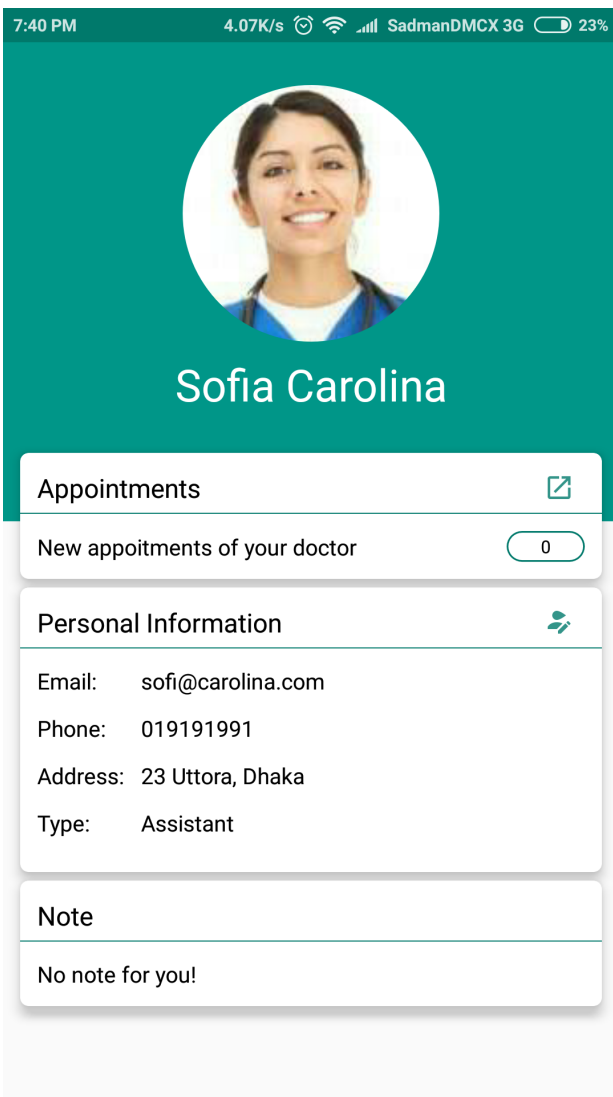 7:40 PM 4.07K/s SadmanDMCX 3G 23%
Sofia Carolina
Appointments
New appoitments of your doctor 0
Personal Information
Email: sofi@carolina.com
Phone: 019191991
Address: 23 Uttora, Dhaka
Type: Assistant
Note
No note for you!